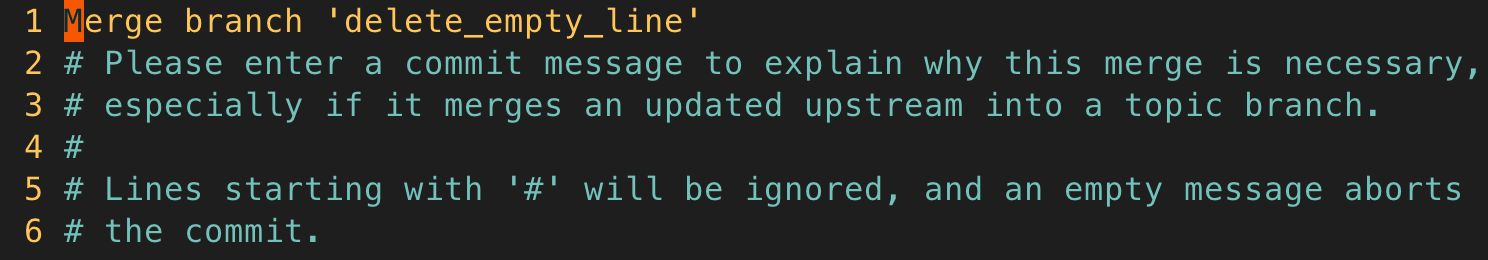 1 Merge branch 'delete_empty_line'
2 # Please enter a commit message to explain why this merge is necessary,
3 # especially if it merges an updated upstream into a topic branch.
4 #
5 # Lines starting with '#' will be ignored, and an empty message aborts
6 # the commit.